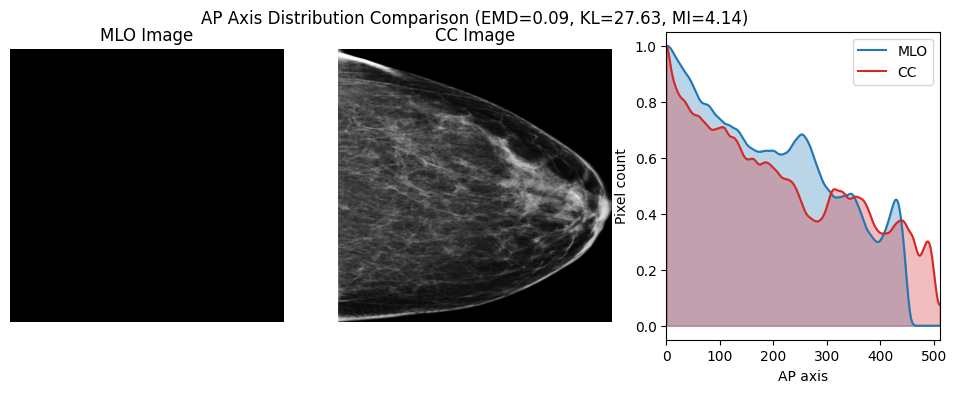 AP Axis Distribution Comparison (EMD=0.09, KL=27.63, MI=4.14)
MLO Image
CC Image
MLO
CC
Pixel count
1.0
0.8
0.6
0.4
0.2
0.0
0 100 200 300 400 500
AP axis